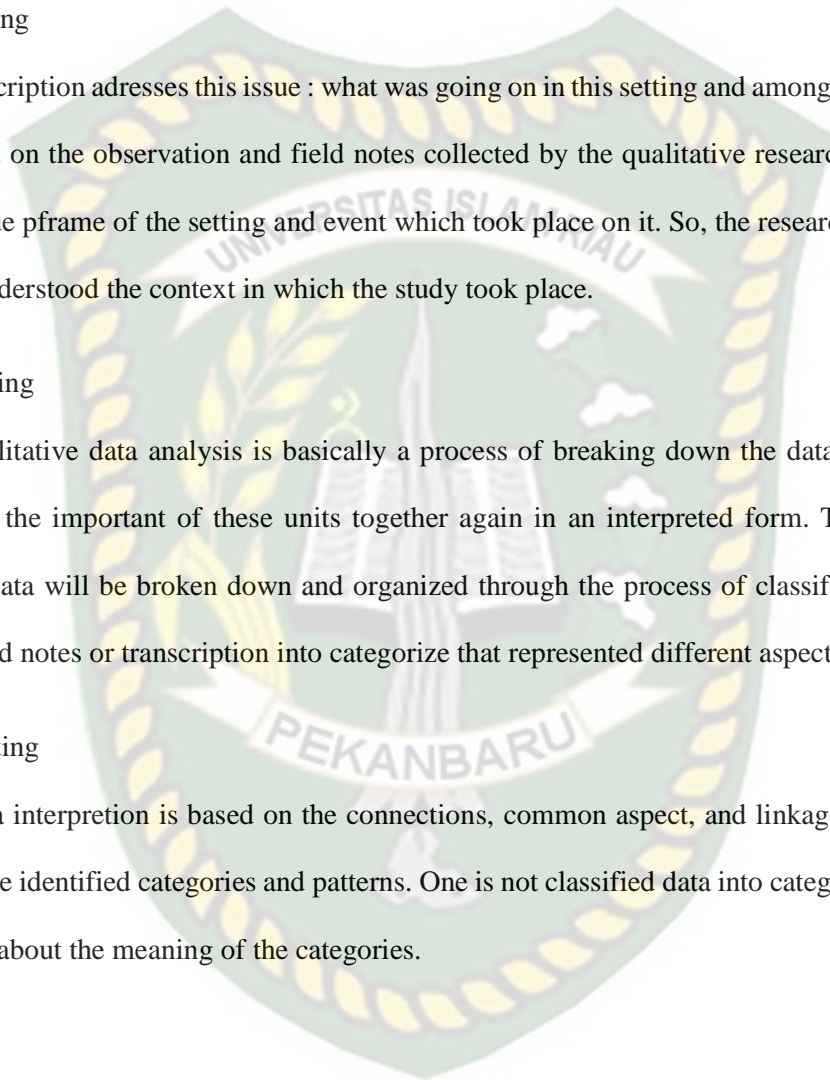 ng
cription adresses this issue : what was going on in this setting and among
on the observation and field notes collected by the qualitative resear
e pframe of the setting and event which took place on it. So, the resear
derstood the context in which the study took place.
UNIVERSITAS ISLAM RIAU
ing
litative data analysis is basically a process of breaking down the data
the important of these units together again in an interpreted form. T
ata will be broken down and organized through the process of classif
d notes or transcription into categorize that represented different aspect
PEKANBARU
ting
a interpretion is based on the connections, common aspect, and linkag
e identified categories and patterns. One is not classified data into categ
about the meaning of the categories.